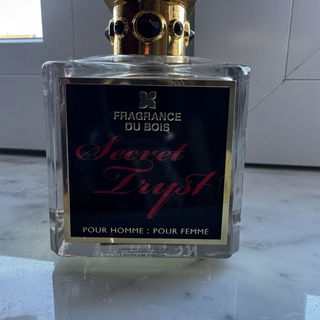 FRAGRANCE
DU BOIS
Secret
Tryst
POUR HOMME : POUR FEMME